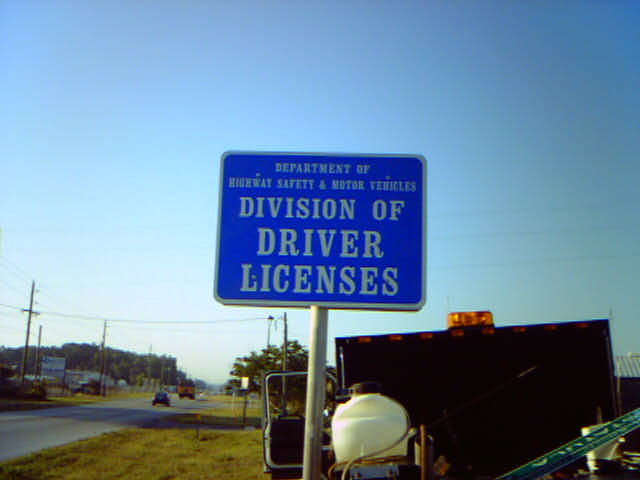 DEPARTMENT OF
HIGHWAY SAFETY & MOTOR VEHICLES
DIVISION OF
DRIVER
LICENSES